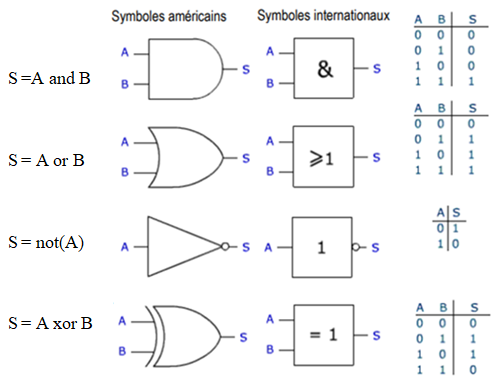 Symboles américains Symboles internationaux
S =A and B
A B S A B & S
A B S
0 0 0
0 1 0
1 0 0
1 1 1
S = A or B
A B S A B ⩾1 S
A B S
0 0 0
0 1 1
1 0 1
1 1 1
S = not(A)
A S A 1 S
A S
0 1
1 0
S = A xor B
A B S A B = 1 S
A B S
0 0 0
0 1 1
1 0 1
1 1 0